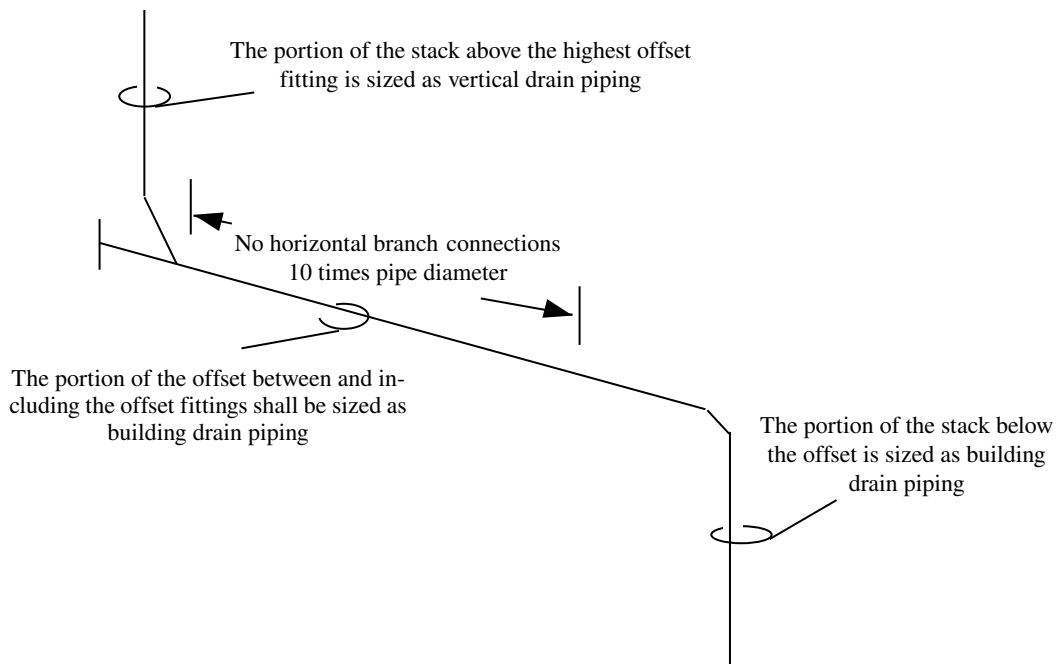 The portion of the stack above the highest offset
fitting is sized as vertical drain piping
No horizontal branch connections
10 times pipe diameter
The portion of the offset between and in-
cluding the offset fittings shall be sized as
building drain piping
The portion of the stack below
the offset is sized as building
drain piping